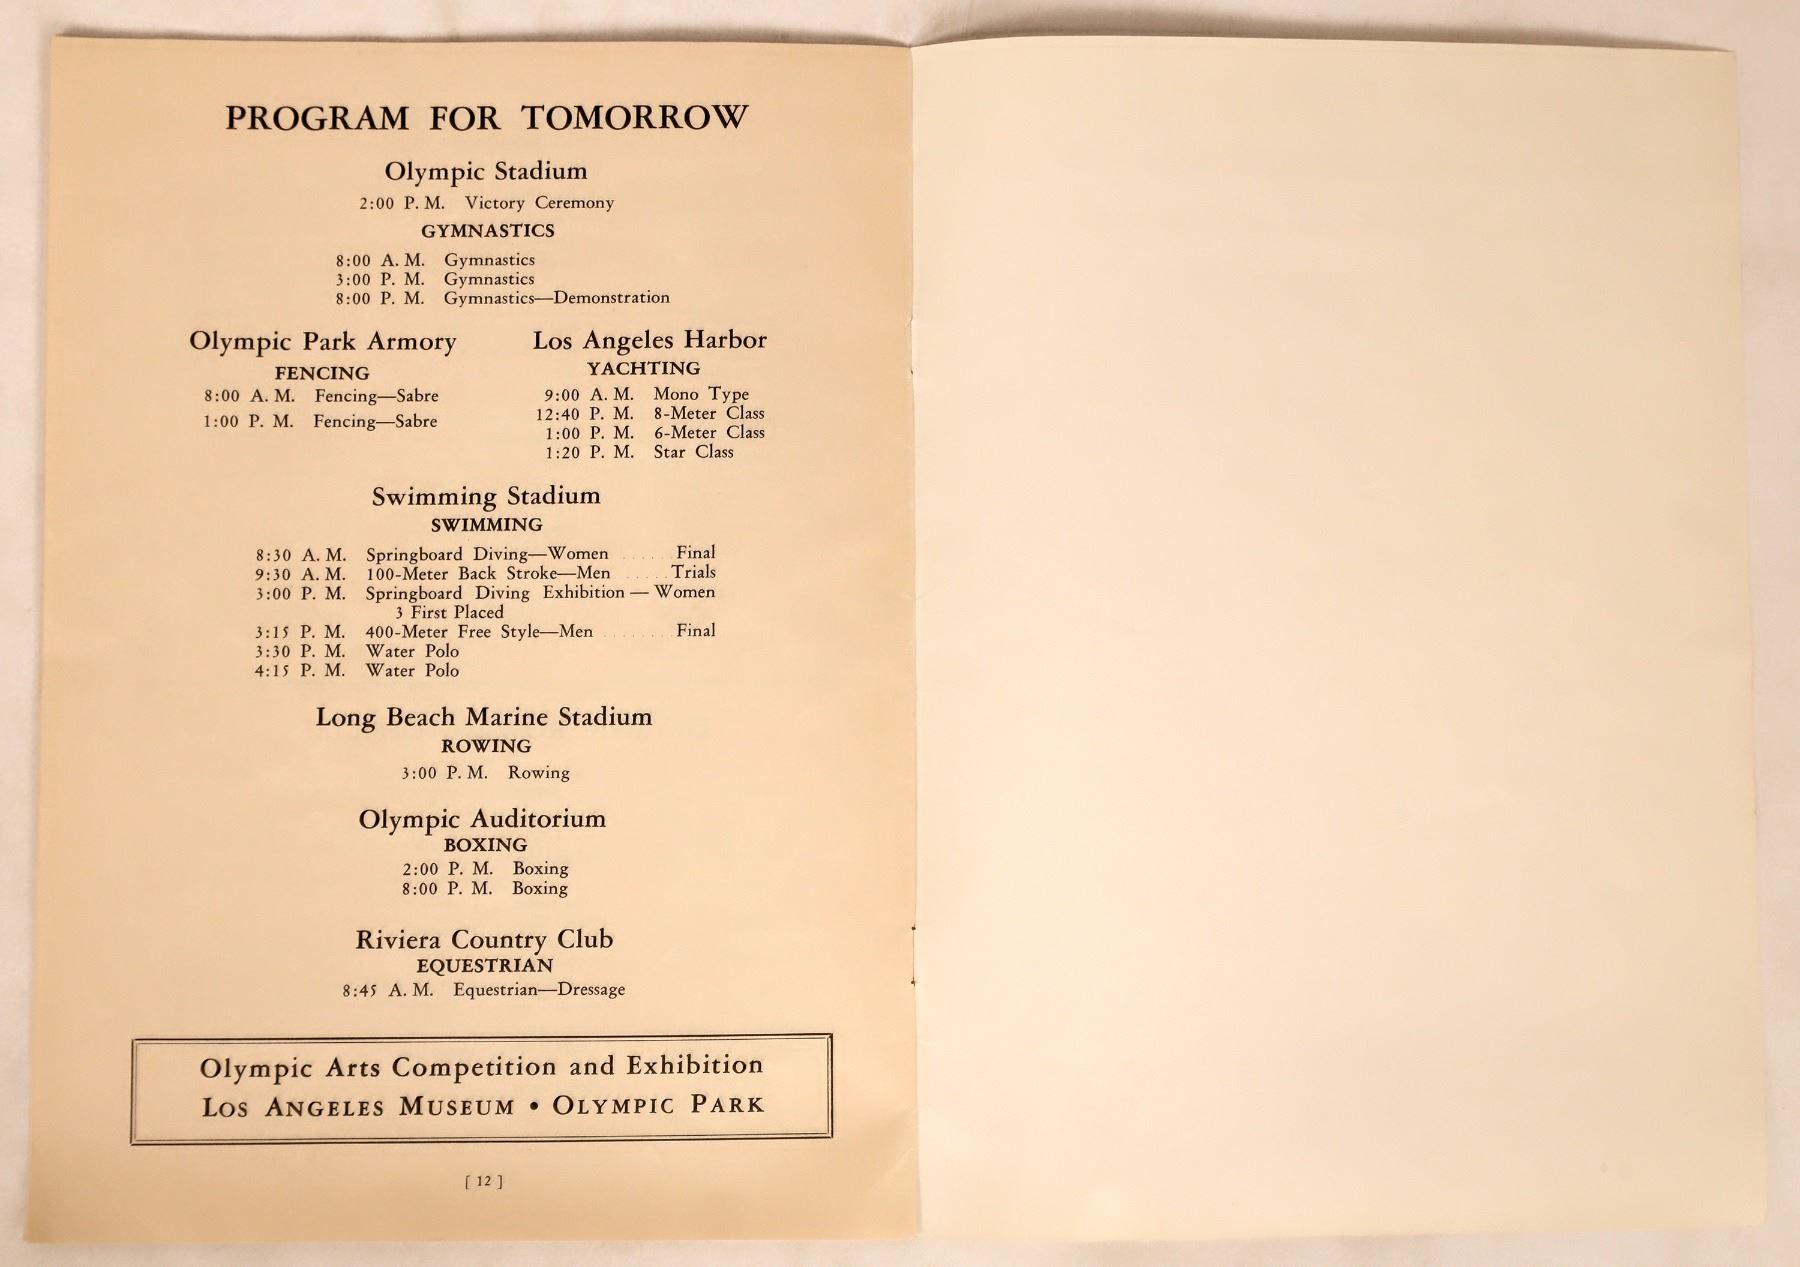 PROGRAM FOR TOMORROW
Olympic Stadium
2:00 P. M. Victory Ceremony
GYMNASTICS
8:00 A. M. Gymnastics
3:00 P. M. Gymnastics
8:00 P. M. Gymnastics—Demonstration
Olympic Park Armory
FENCING
8:00 A. M. Fencing—Sabre
1:00 P. M. Fencing—Sabre
Los Angeles Harbor
YACHTING
9:00 A. M. Mono Type
12:40 P. M. 8-Meter Class
1:00 P. M. 6-Meter Class
1:20 P. M. Star Class
Swimming Stadium
SWIMMING
8:30 A. M. Springboard Diving—Women ..... Final
9:30 A. M. 100-Meter Back Stroke—Men ..... Trials
3:00 P. M. Springboard Diving Exhibition — Women
3 First Placed
3:15 P. M. 400-Meter Free Style—Men ........ Final
3:30 P. M. Water Polo
4:15 P. M. Water Polo
Long Beach Marine Stadium
ROWING
3:00 P. M. Rowing
Olympic Auditorium
BOXING
2:00 P. M. Boxing
8:00 P. M. Boxing
Riviera Country Club
EQUESTRIAN
8:45 A. M. Equestrian—Dressage
Olympic Arts Competition and Exhibition
LOS ANGELES MUSEUM • OLYMPIC PARK
[ 12 ]